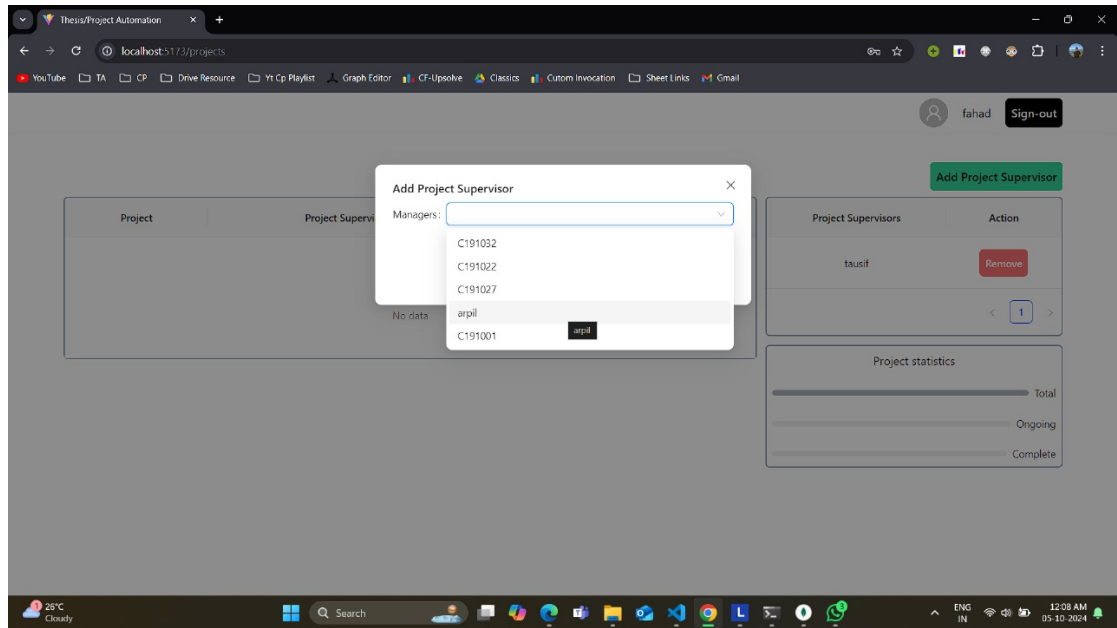 Thesis/Project Automation
localhost:5173/projects
YouTube TA CP Drive Resource Yt Cp Playlist Graph Editor CF-Upsolve Classics Cutom Invocation Sheet Links Gmail
fahad Sign-out
Add Project Supervisor
Add Project Supervisor
Managers:
Project Project Supervi
Project Supervisors Action
C191032
C191022
C191027
arpil
C191001
arpil
No data
tausif Remove
1
Project statistics
Total
Ongoing
Complete
1
26°C
Cloudy
Search
3
ENG
IN
12:08 AM
05-10-2024